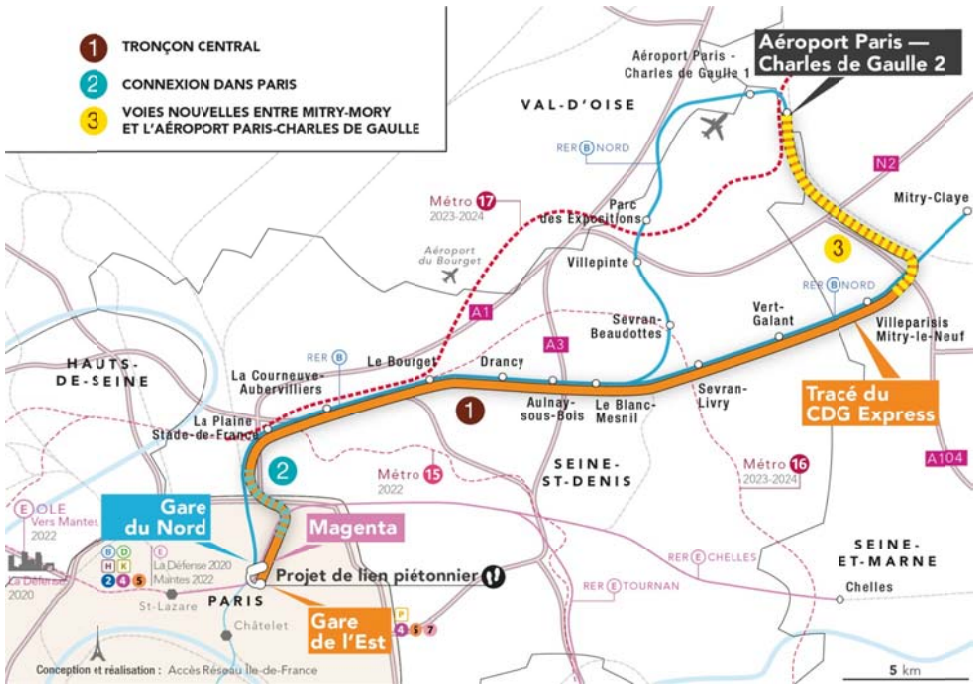 1 TRONÇON CENTRAL
2 CONNEXION DANS PARIS
3 VOIES NOUVELLES ENTRE MITRY-MORY
ET L'AÉROPORT PARIS-CHARLES DE GAULLE
Aéroport Paris -
Charles de Gaulle 1
Aéroport Paris —
Charles de Gaulle 2
VAL-D'OISE
RER B NORD
N2
Mitry-Claye
Métro 17
2023-2024
Parc
des Expositions
Aéroport
du Bourget
Villepinte
3
RER B NORD
A1
Sevran-
Beaudottes
Vert-
Galant
Villeparisis
Mitry-le-Neuf
HAUTS-
DE-SEINE
RER B
Le Bourget
Drancy
A3
La Courneuve-
Aubervilliers
1
Aulnay-
sous-Bois
Le Blanc-
Mesnil
Sevran-
Livry
Tracé du
CDG Express
La Plaine
Stade-de-France
2
Métro 15
2022
SEINE-
ST-DENIS
Métro 16
2023-2024
A104
E OLE
Vers Mantes
2022
Gare
du Nord
Magenta
SEINE-
ET-MARNE
La Défense
2020
B D
H K
2 4 5
E
La Défense 2020
Mantes 2022
RER E CHELLES
RER E TOURNAN
Projet de lien piétonnier
St-Lazare
PARIS
Chelles
Châtelet
Gare
de l'Est
P
4 5 7
Conception et réalisation : Accès Réseau Île-de-France
5 km